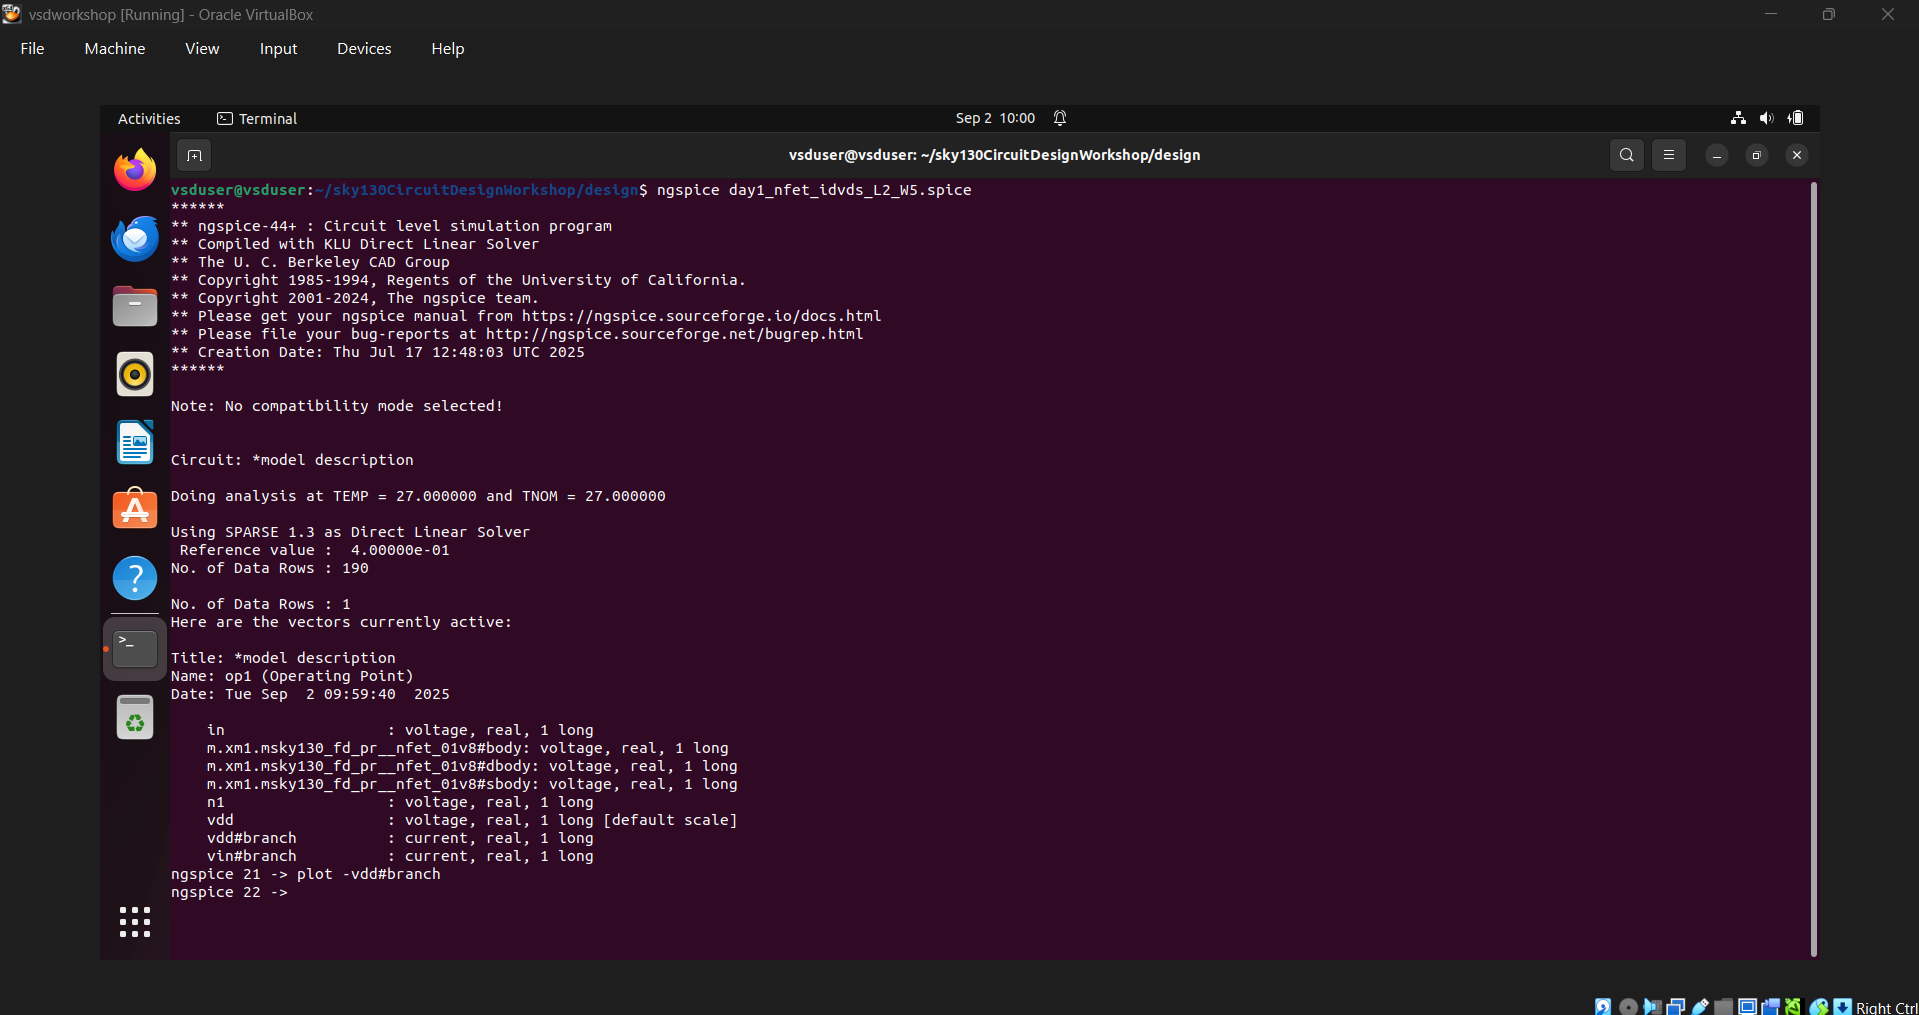 vsdworkshop [Running] - Oracle VirtualBox
File Machine View Input Devices Help
Activities Terminal Sep 2 10:00
vsduser@vsduser: ~/sky130CircuitDesignWorkshop/design
vsduser@vsduser:~/sky130CircuitDesignWorkshop/design$ ngspice day1_nfet_idvds_L2_W5.spice
******
** ngspice-44+ : Circuit level simulation program
** Compiled with KLU Direct Linear Solver
** The U. C. Berkeley CAD Group
** Copyright 1985-1994, Regents of the University of California.
** Copyright 2001-2024, The ngspice team.
** Please get your ngspice manual from https://ngspice.sourceforge.io/docs.html
** Please file your bug-reports at http://ngspice.sourceforge.net/bugrep.html
** Creation Date: Thu Jul 17 12:48:03 UTC 2025
******
Note: No compatibility mode selected!
Circuit: *model description
Doing analysis at TEMP = 27.000000 and TNOM = 27.000000
Using SPARSE 1.3 as Direct Linear Solver
Reference value :  4.00000e-01
No. of Data Rows : 190
No. of Data Rows : 1
Here are the vectors currently active:
Title: *model description
Name: op1 (Operating Point)
Date: Tue Sep  2 09:59:40  2025
in                  : voltage, real, 1 long
m.xm1.msky130_fd_pr__nfet_01v8#body: voltage, real, 1 long
m.xm1.msky130_fd_pr__nfet_01v8#dbody: voltage, real, 1 long
m.xm1.msky130_fd_pr__nfet_01v8#sbody: voltage, real, 1 long
n1                  : voltage, real, 1 long
vdd                 : voltage, real, 1 long [default scale]
vdd#branch          : current, real, 1 long
vin#branch          : current, real, 1 long
ngspice 21 -> plot -vdd#branch
ngspice 22 ->
Right Ctrl